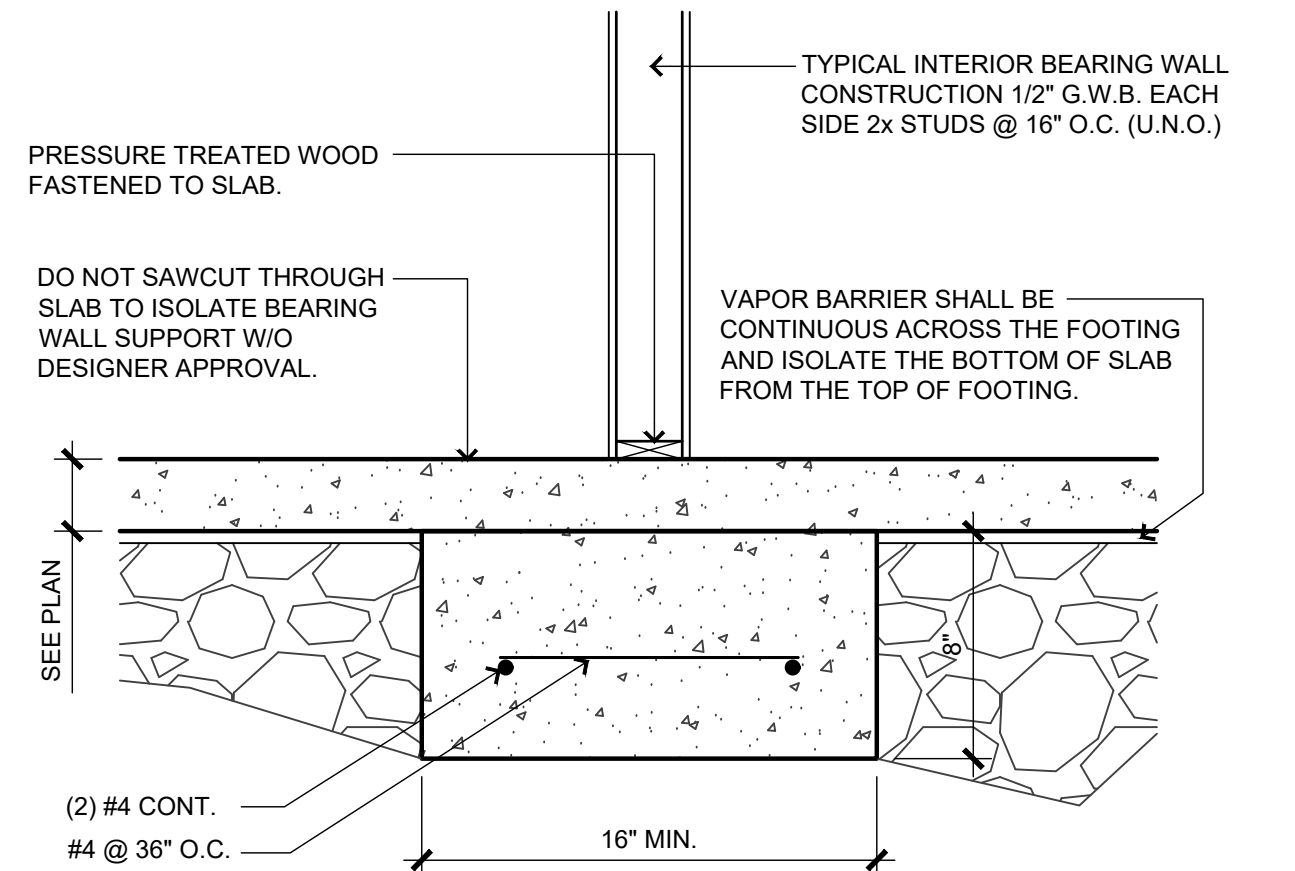 TYPICAL INTERIOR BEARING WALL
CONSTRUCTION 1/2" G.W.B. EACH
SIDE 2x STUDS @ 16" O.C. (U.N.O.)
PRESSURE TREATED WOOD
FASTENED TO SLAB.
DO NOT SAWCUT THROUGH
SLAB TO ISOLATE BEARING
WALL SUPPORT W/O
DESIGNER APPROVAL.
VAPOR BARRIER SHALL BE
CONTINUOUS ACROSS THE FOOTING
AND ISOLATE THE BOTTOM OF SLAB
FROM THE TOP OF FOOTING.
SEE PLAN
8"
(2) #4 CONT.
#4 @ 36" O.C.
16" MIN.